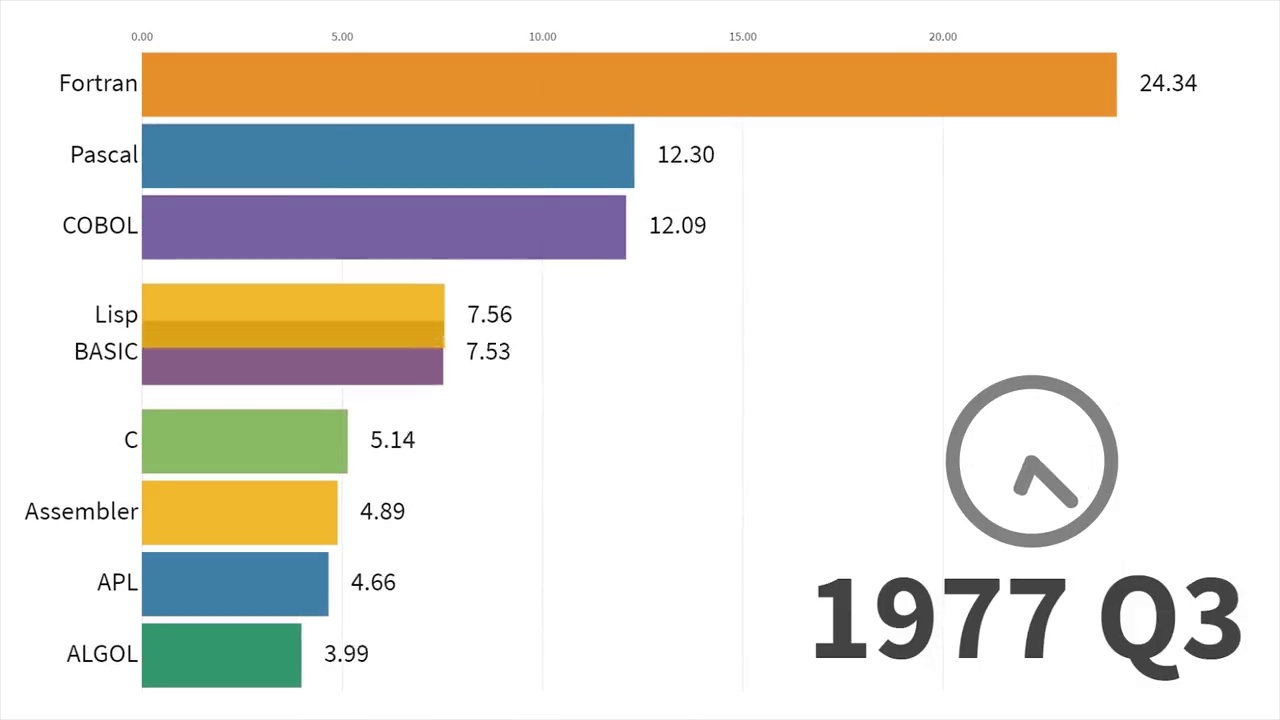 0.00 5.00 10.00 15.00 20.00
Fortran 24.34
Pascal 12.30
COBOL 12.09
Lisp 7.56
BASIC 7.53
C 5.14
Assembler 4.89
APL 4.66
ALGOL 3.99
1977 Q3